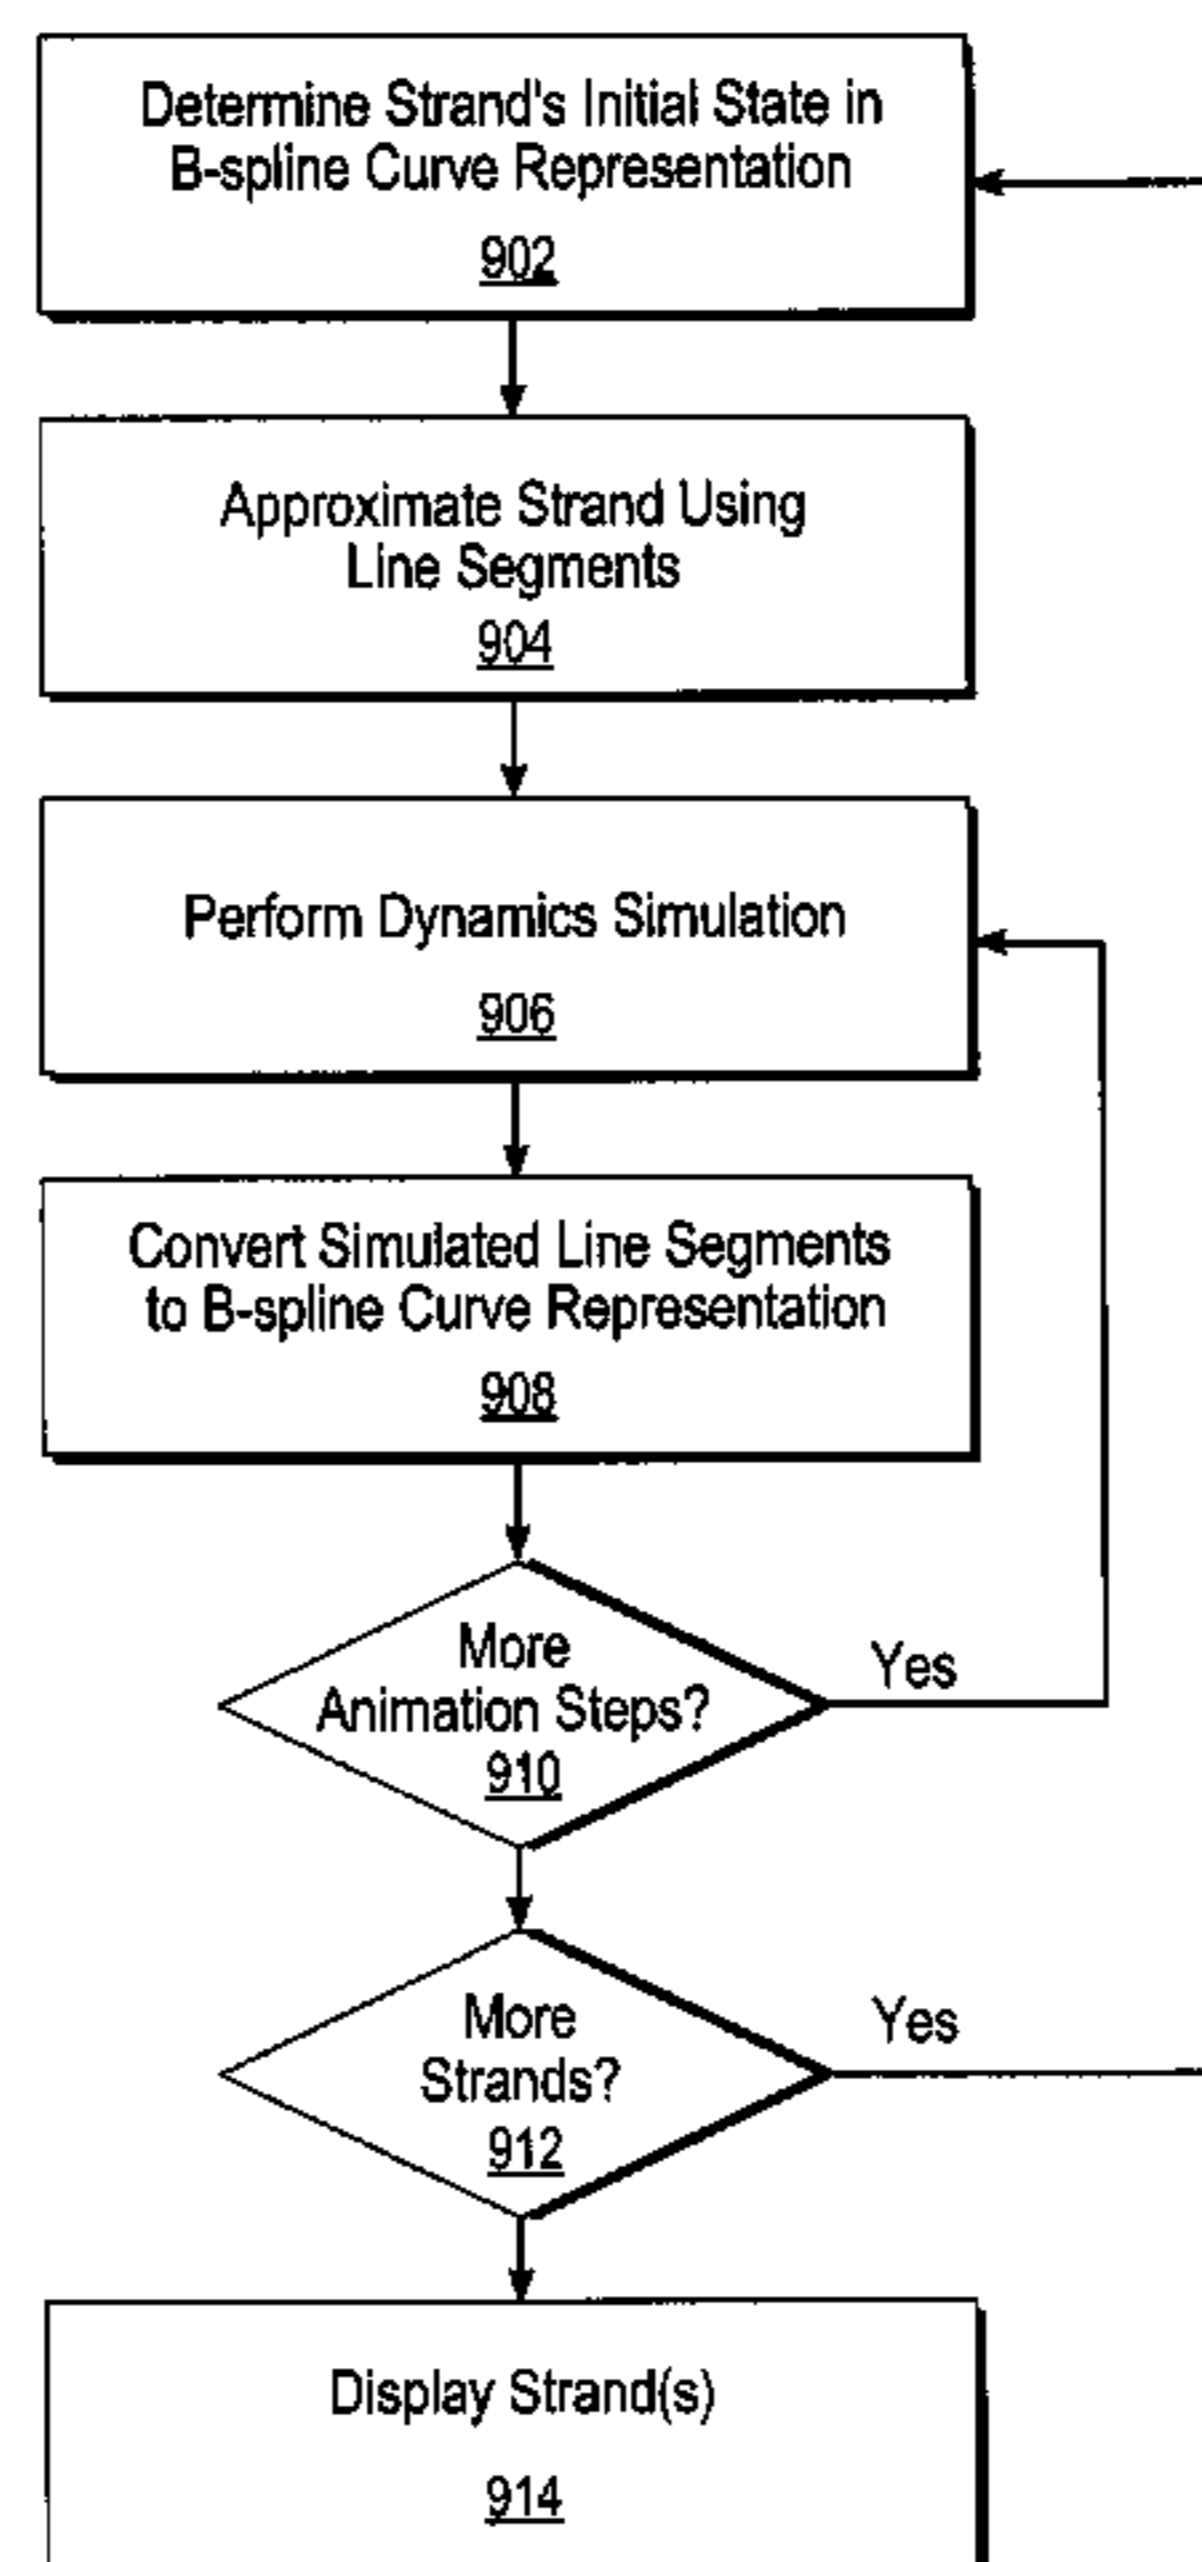 Determine Strand's Initial State in
B-spline Curve Representation
902
Approximate Strand Using
Line Segments
904
Perform Dynamics Simulation
906
Convert Simulated Line Segments
to B-spline Curve Representation
908
More
Animation Steps?
910
Yes
More
Strands?
912
Yes
Display Strand(s)
914